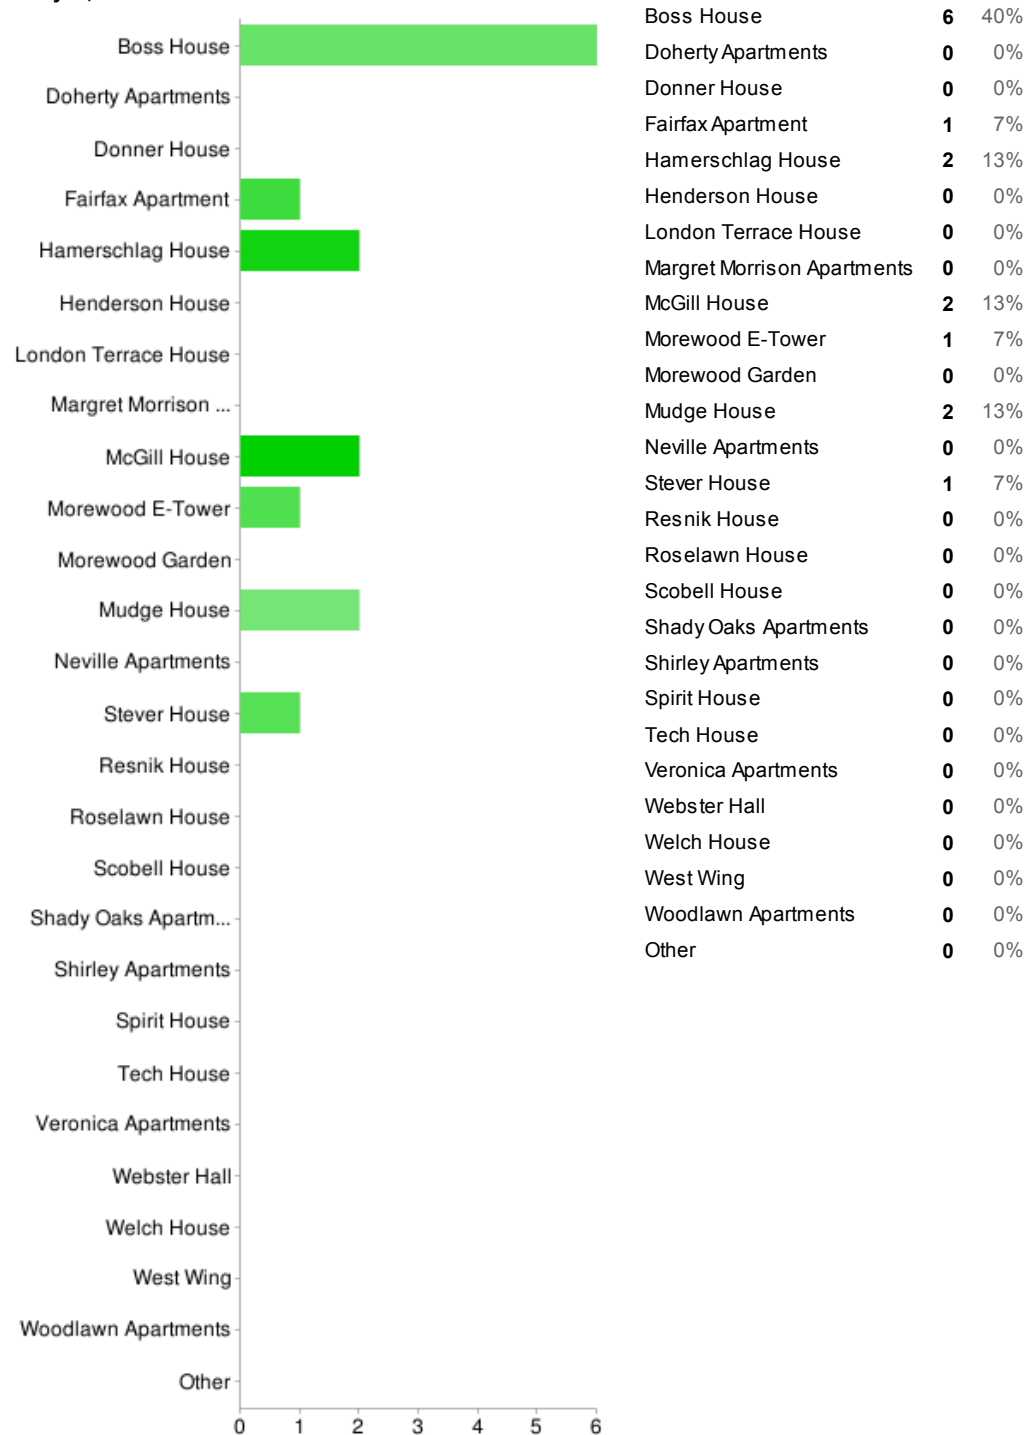 Boss House
Doherty Apartments
Donner House
Fairfax Apartment
Hamerschlag House
Henderson House
London Terrace House
Margret Morrison ...
McGill House
Morewood E-Tower
Morewood Garden
Mudge House
Neville Apartments
Stever House
Resnik House
Roselawn House
Scobell House
Shady Oaks Apartm...
Shirley Apartments
Spirit House
Tech House
Veronica Apartments
Webster Hall
Welch House
West Wing
Woodlawn Apartments
Other
0 1 2 3 4 5 6
Boss House 6 40%
Doherty Apartments 0 0%
Donner House 0 0%
Fairfax Apartment 1 7%
Hamerschlag House 2 13%
Henderson House 0 0%
London Terrace House 0 0%
Margret Morrison Apartments 0 0%
McGill House 2 13%
Morewood E-Tower 1 7%
Morewood Garden 0 0%
Mudge House 2 13%
Neville Apartments 0 0%
Stever House 1 7%
Resnik House 0 0%
Roselawn House 0 0%
Scobell House 0 0%
Shady Oaks Apartments 0 0%
Shirley Apartments 0 0%
Spirit House 0 0%
Tech House 0 0%
Veronica Apartments 0 0%
Webster Hall 0 0%
Welch House 0 0%
West Wing 0 0%
Woodlawn Apartments 0 0%
Other 0 0%